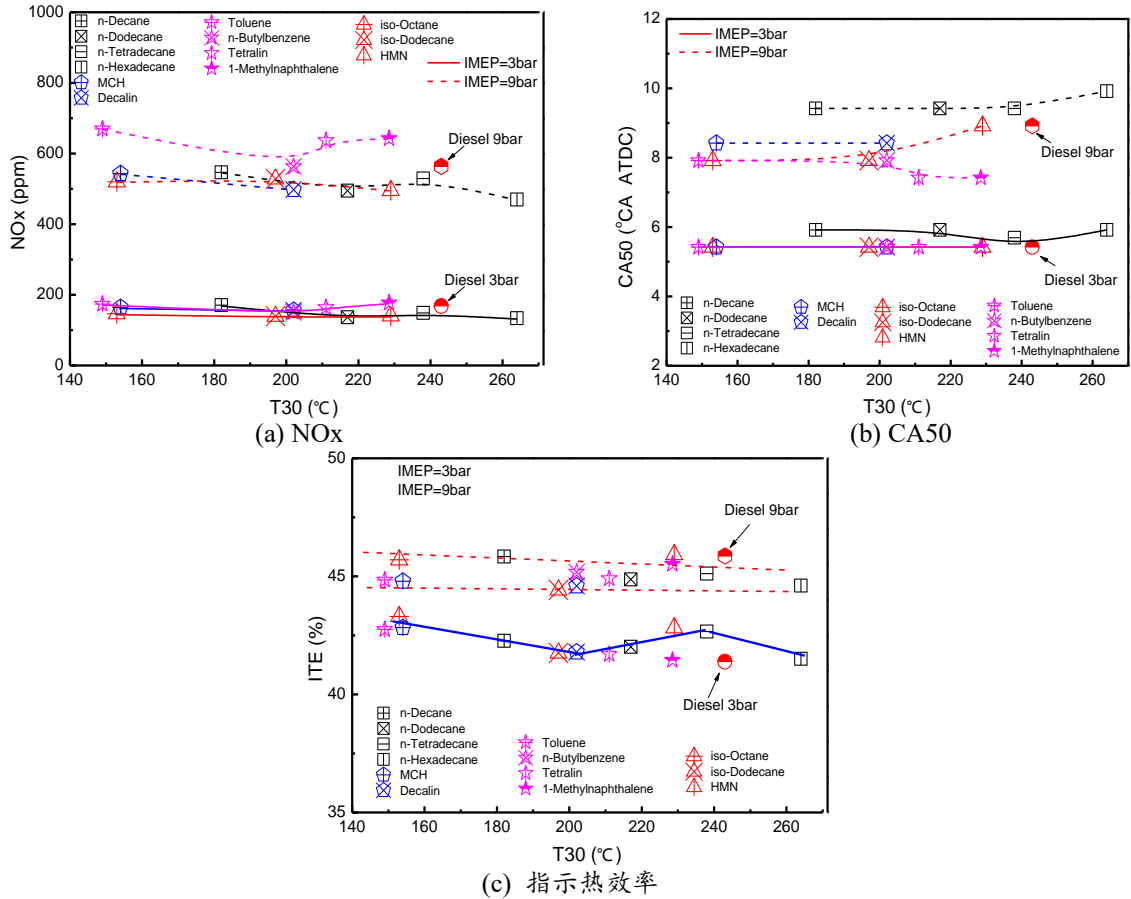 n-Decane
n-Dodecane
n-Tetradecane
n-Hexadecane
MCH
Decalin
Toluene
n-Butylbenzene
Tetralin
1-Methylnaphthalene
iso-Octane
iso-Dodecane
HMN
IMEP=3bar
IMEP=9bar
Diesel 9bar
Diesel 3bar
NOx (ppm)
1000
800
600
400
200
0
140 160 180 200 220 240 260
T30 (℃)
(a) NOx
IMEP=3bar
IMEP=9bar
Diesel 9bar
Diesel 3bar
n-Decane
n-Dodecane
n-Tetradecane
n-Hexadecane
MCH
Decalin
iso-Octane
iso-Dodecane
HMN
Toluene
n-Butylbenzene
Tetralin
1-Methylnaphthalene
CA50 (°CA ATDC)
12
10
8
6
4
2
140 160 180 200 220 240 260
T30 (℃)
(b) CA50
IMEP=3bar
IMEP=9bar
Diesel 9bar
Diesel 3bar
n-Decane
n-Dodecane
n-Tetradecane
n-Hexadecane
MCH
Decalin
Toluene
n-Butylbenzene
Tetralin
1-Methylnaphthalene
iso-Octane
iso-Dodecane
HMN
ITE (%)
50
45
40
35
140 160 180 200 220 240 260
T30 (℃)
(c) 指示热效率